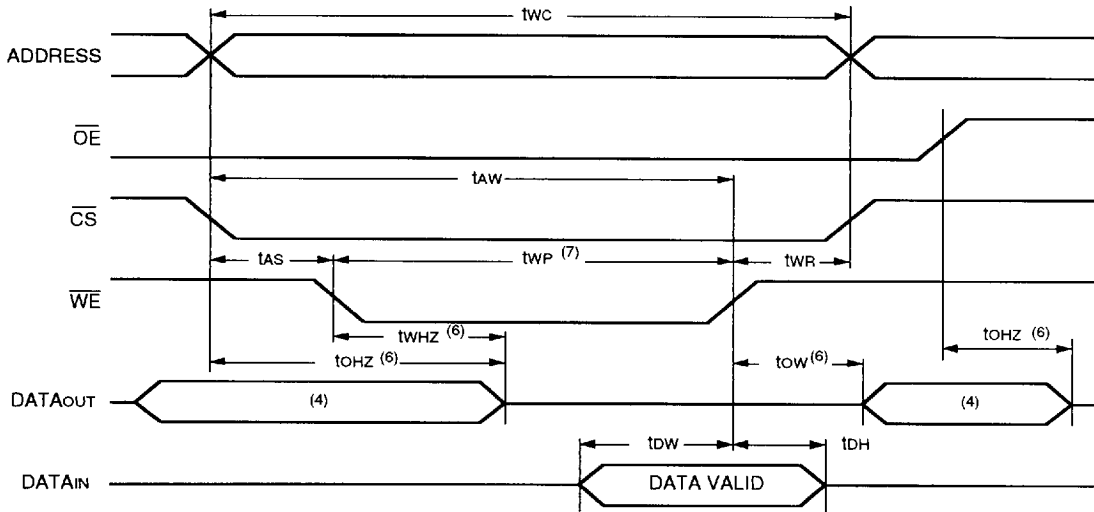 tWC
ADDRESS
OE
tAW
CS
tAS tWP (7) tWR
WE
tWHZ (6)
tOHZ (6) tOW (6) tOHZ (6)
DATAOUT (4) (4)
tDW tDH
DATAIN DATA VALID